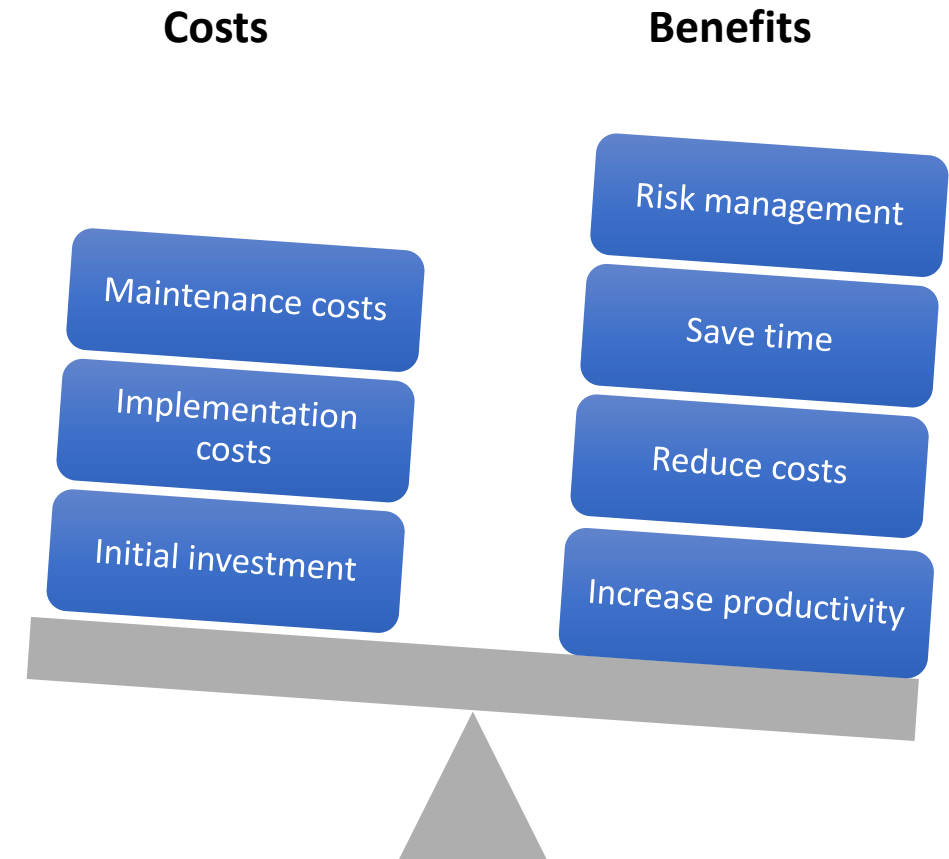 Costs
Benefits
Maintenance costs
Implementation
costs
Initial investment
Risk management
Save time
Reduce costs
Increase productivity